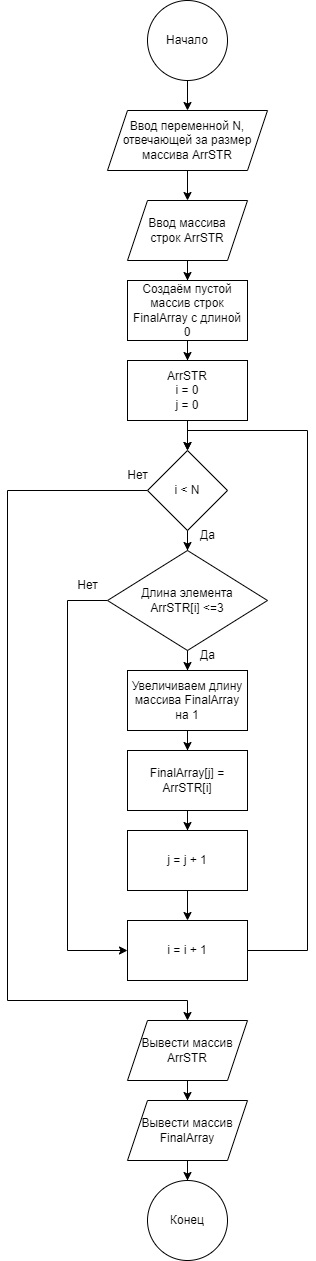 Начало
Ввод переменной N,
отвечающей за размер
массива ArrSTR
Ввод массива
строк ArrSTR
Создаём пустой
массив строк
FinalArray с длиной
0
ArrSTR
i = 0
j = 0
Нет
i < N
Да
Нет
Длина элемента
ArrSTR[i] <=3
Да
Увеличиваем длину
массива FinalArray
на 1
FinalArray[j] =
ArrSTR[i]
j = j + 1
i = i + 1
Вывести массив
ArrSTR
Вывести массив
FinalArray
Конец